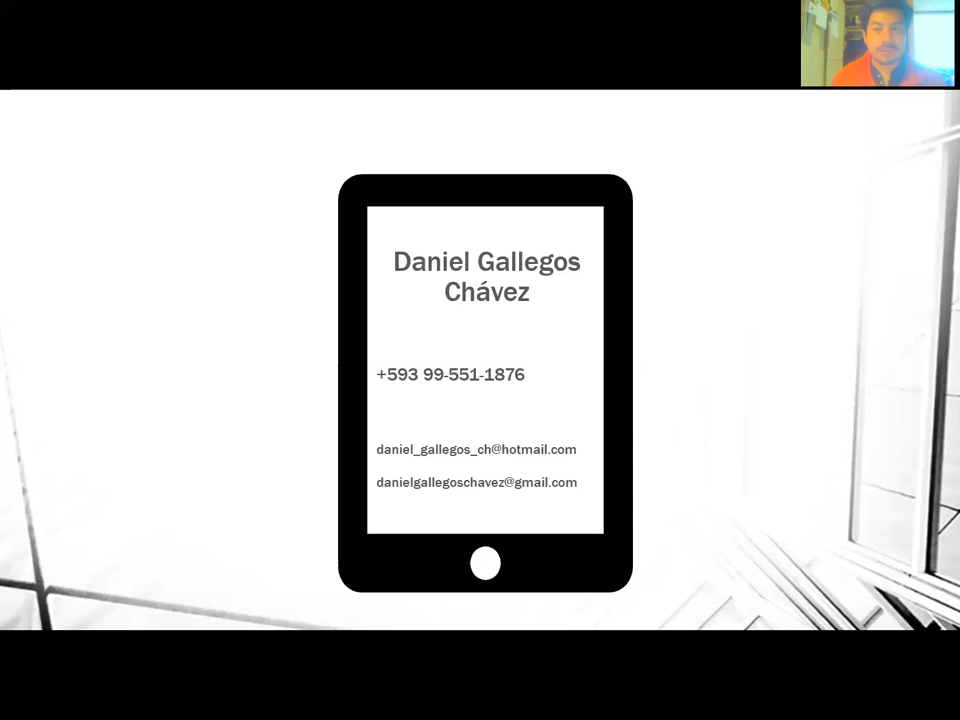 Daniel Gallegos
Chávez
+593 99-551-1876
daniel_gallegos_ch@hotmail.com
danielgallegoschavez@gmail.com